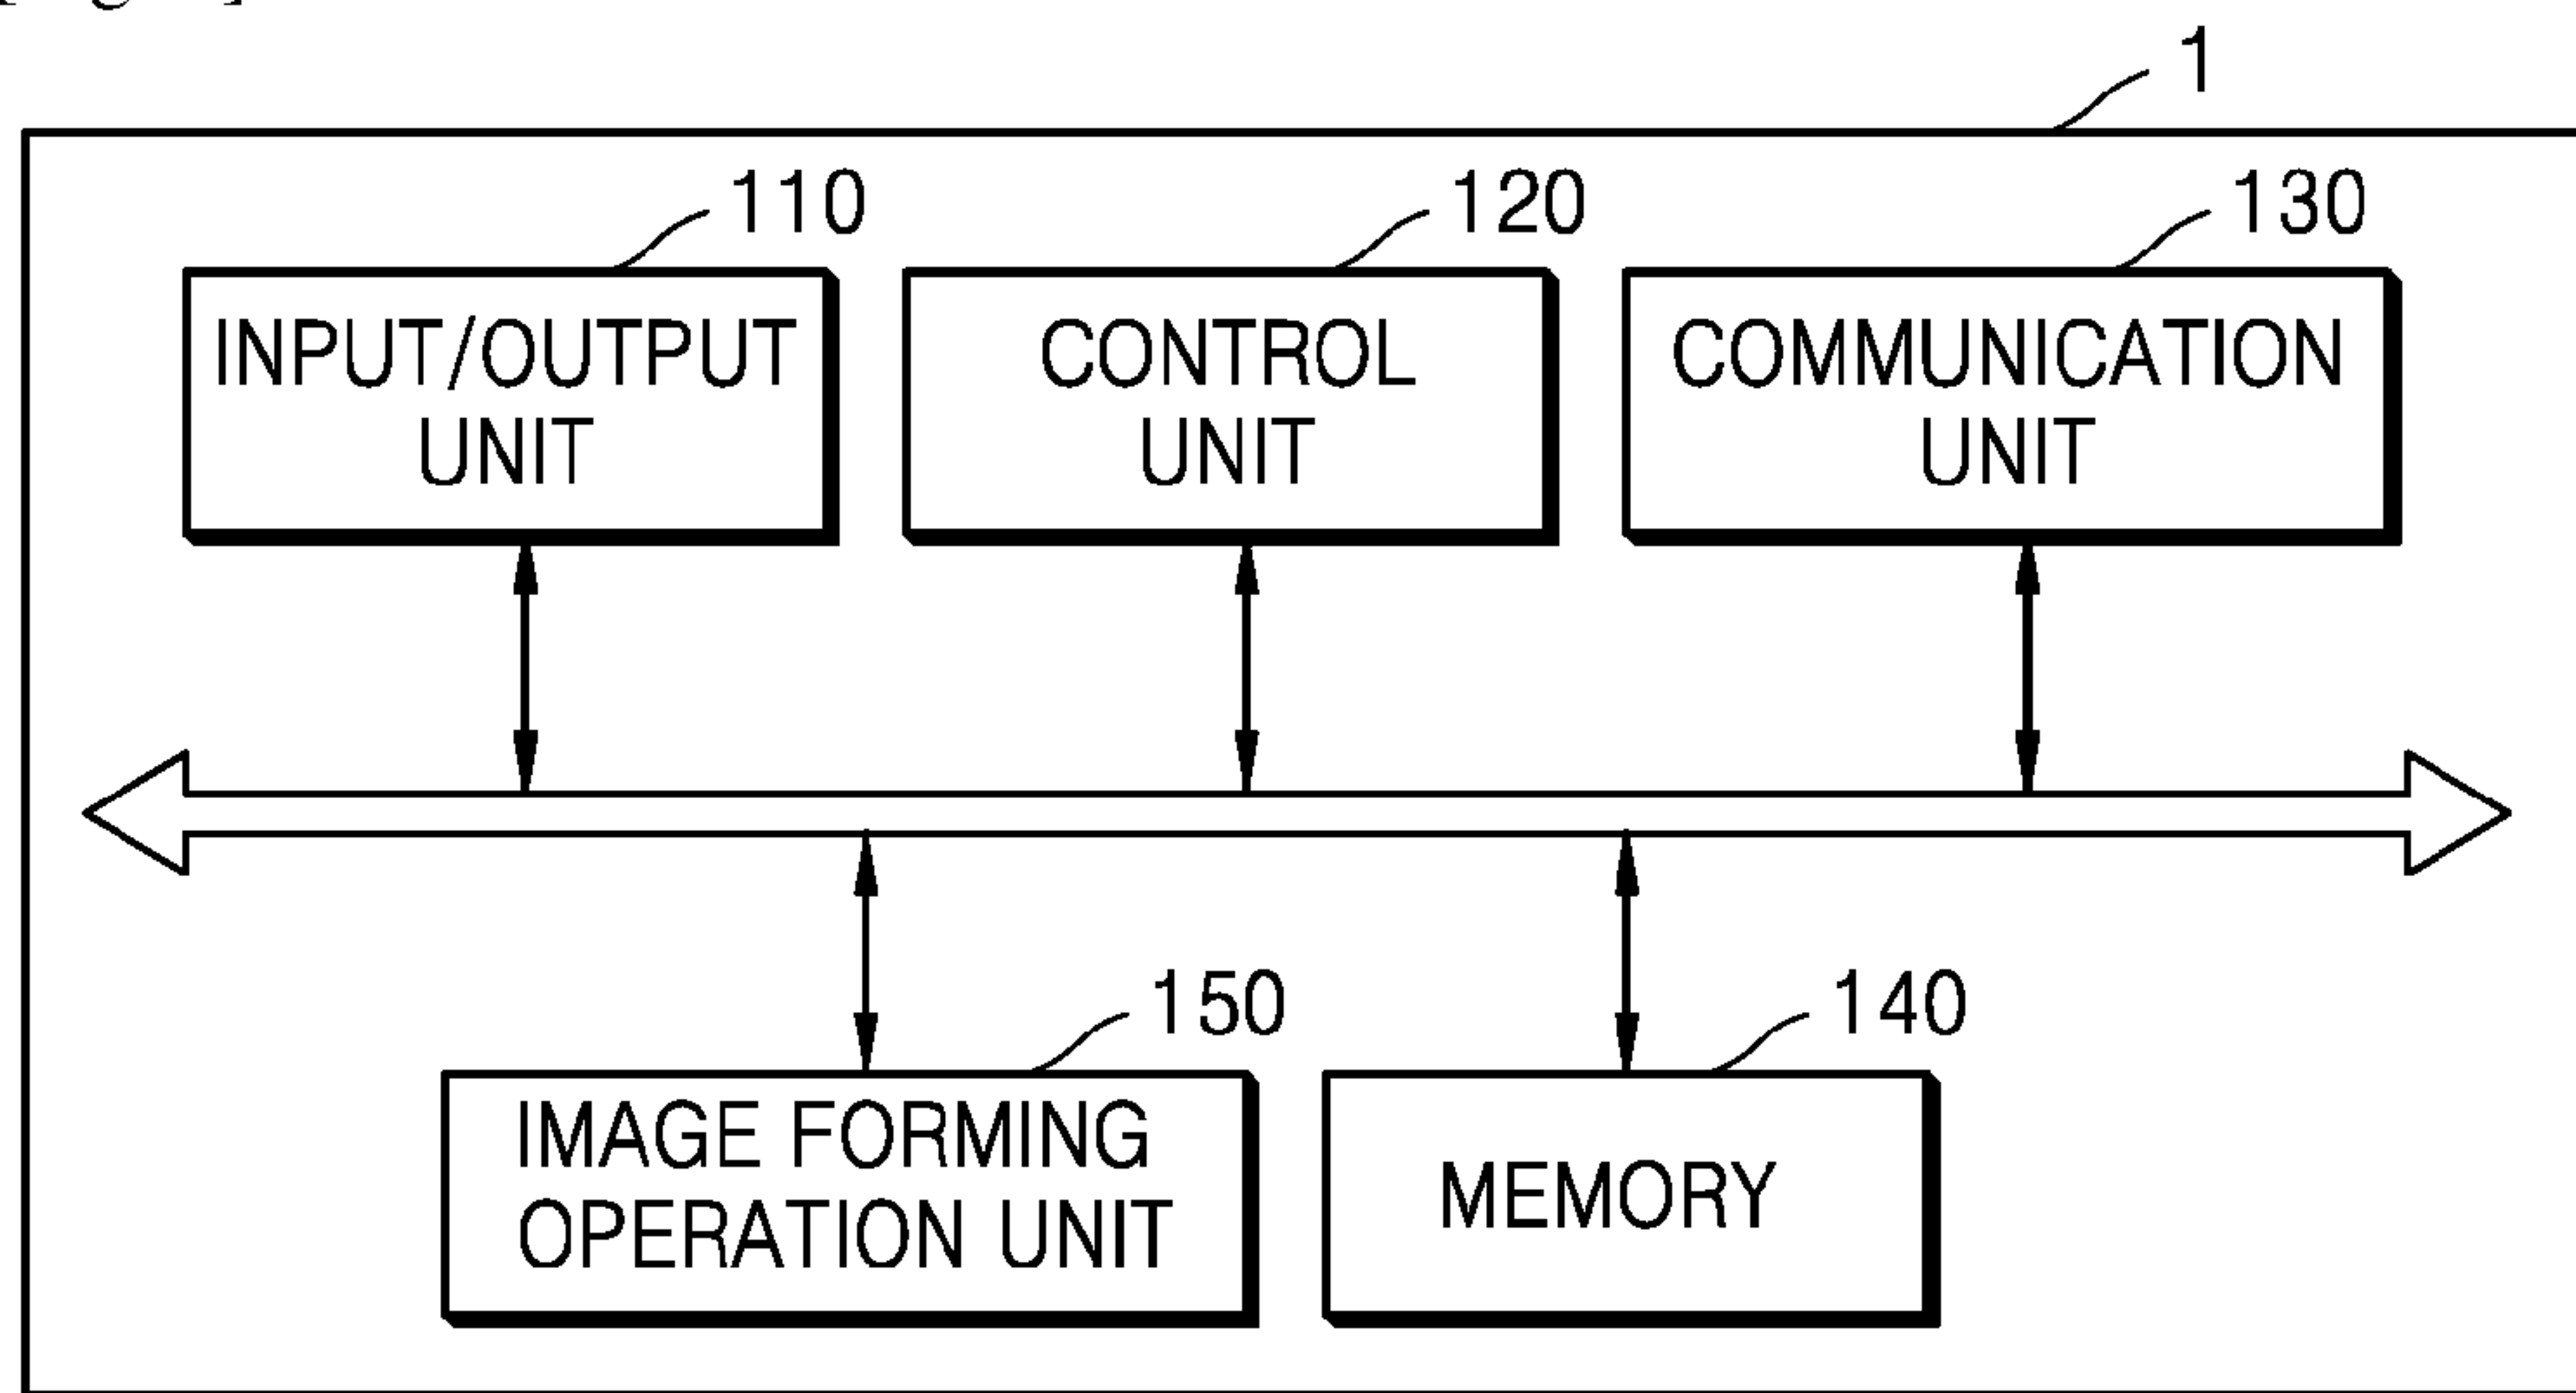 1
110
120
130
INPUT/OUTPUT
UNIT
CONTROL
UNIT
COMMUNICATION
UNIT
150
140
IMAGE FORMING
OPERATION UNIT
MEMORY